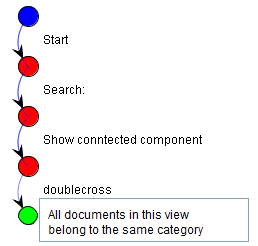 Start
Search:
Show conntected component
doublecross
All documents in this view
belong to the same category